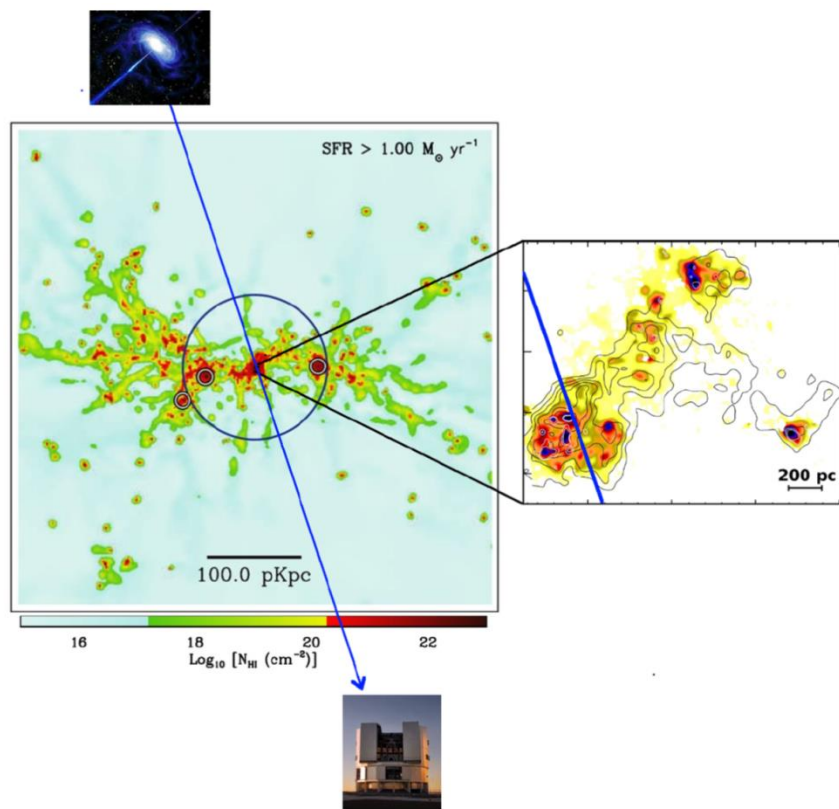 SFR > 1.00 M☉ yr⁻¹
200 pc
100.0 pKpc
16 18 20 22
Log₁₀ [N_HI (cm⁻²)]